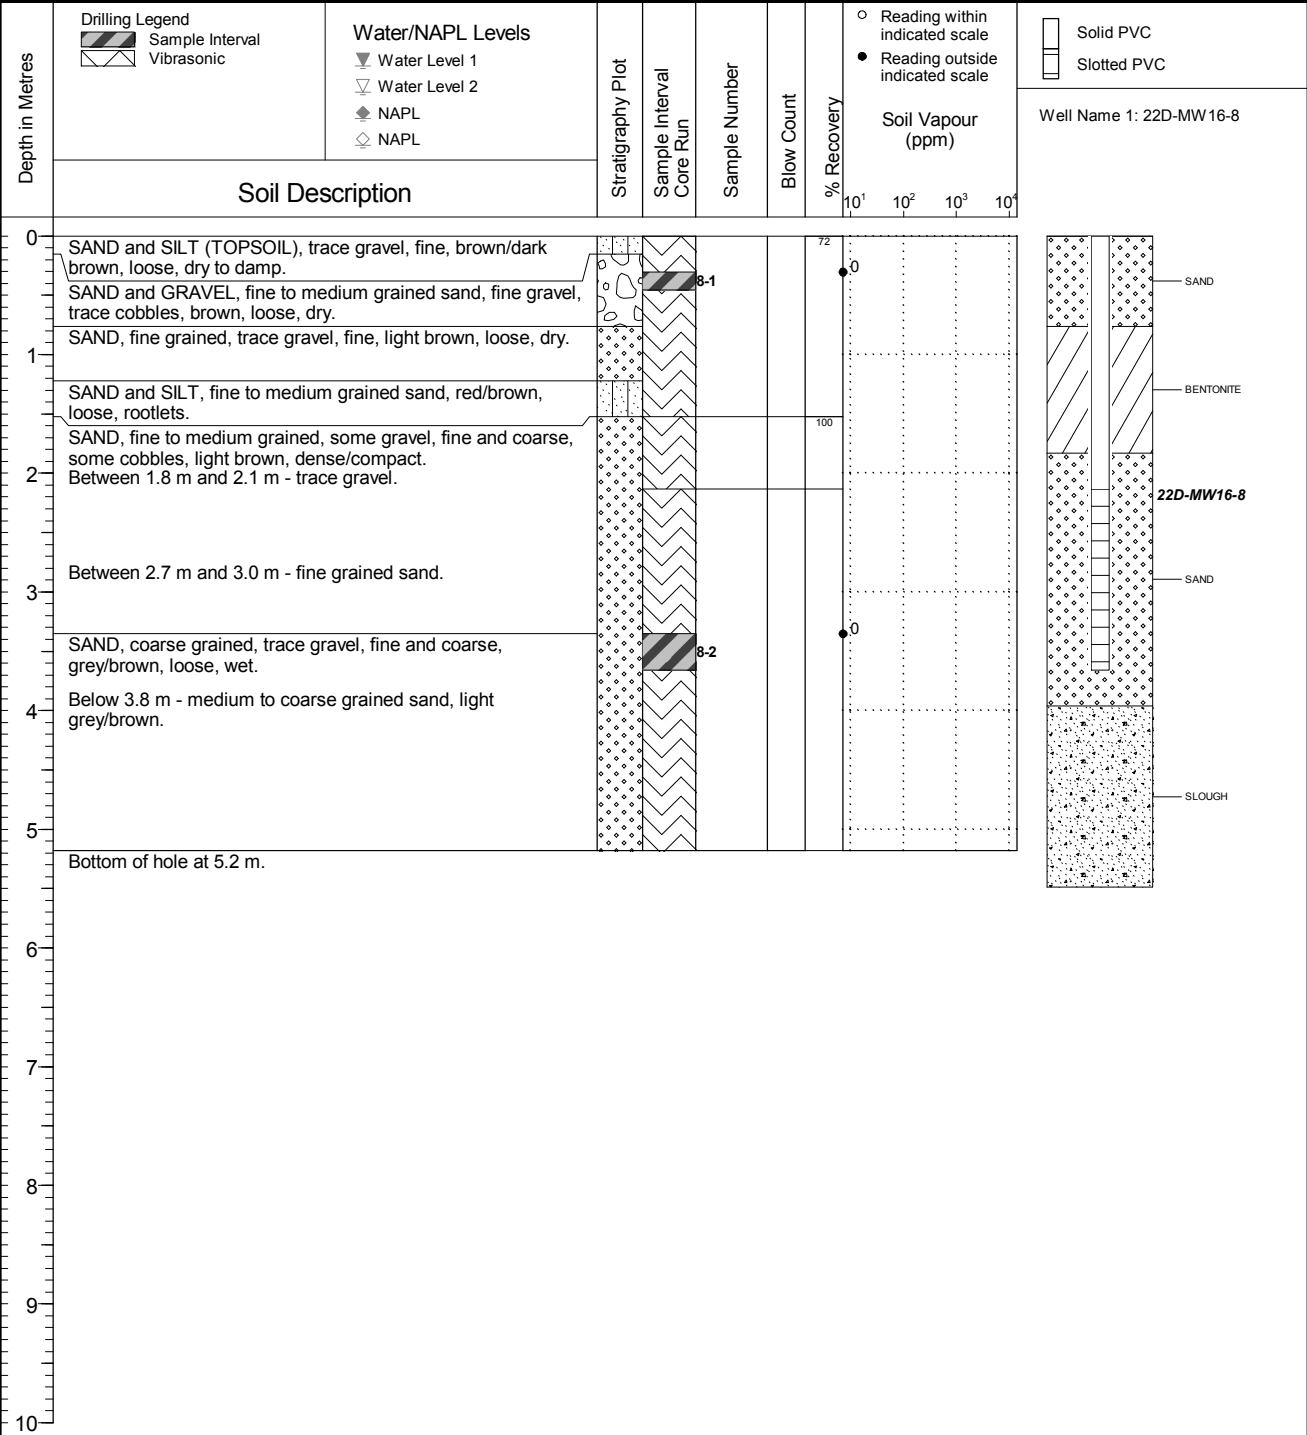 Drilling Legend
Sample Interval
Vibrasonic
Water/NAPL Levels
Water Level 1
Water Level 2
NAPL
NAPL
Depth in Metres
Soil Description
Stratigraphy Plot
Sample Interval
Core Run
Sample Number
Blow Count
% Recovery
Reading within
indicated scale
Reading outside
indicated scale
Soil Vapour
(ppm)
10¹ 10² 10³ 10⁴
Solid PVC
Slotted PVC
Well Name 1: 22D-MW16-8
0
SAND and SILT (TOPSOIL), trace gravel, fine, brown/dark
brown, loose, dry to damp.
72
0
8-1
SAND
SAND and GRAVEL, fine to medium grained sand, fine gravel,
trace cobbles, brown, loose, dry.
SAND, fine grained, trace gravel, fine, light brown, loose, dry.
1
SAND and SILT, fine to medium grained sand, red/brown,
loose, rootlets.
BENTONITE
100
SAND, fine to medium grained, some gravel, fine and coarse,
some cobbles, light brown, dense/compact.
2
Between 1.8 m and 2.1 m - trace gravel.
22D-MW16-8
Between 2.7 m and 3.0 m - fine grained sand.
SAND
3
0
SAND, coarse grained, trace gravel, fine and coarse,
grey/brown, loose, wet.
8-2
Below 3.8 m - medium to coarse grained sand, light
grey/brown.
4
SLOUGH
5
Bottom of hole at 5.2 m.
6
7
8
9
10